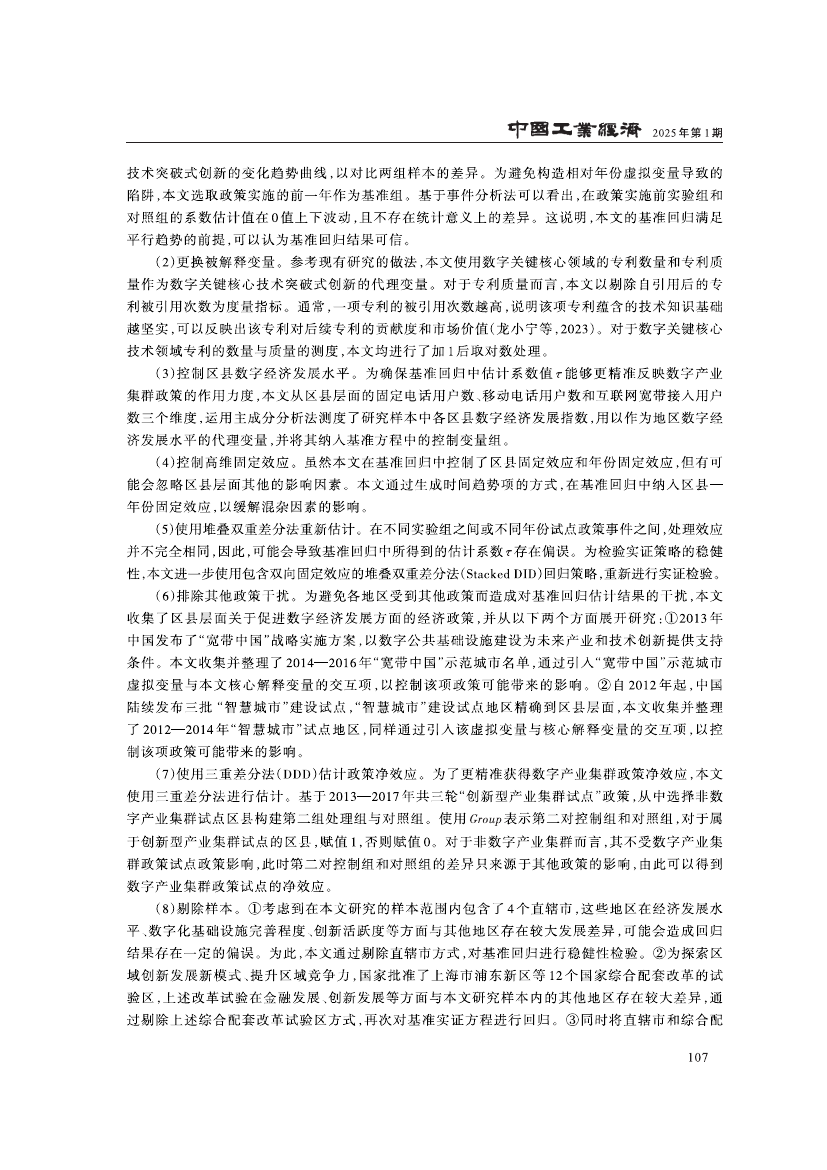 中国工業經濟 2025年第1期
技术突破式创新的变化趋势曲线,以对比两组样本的差异。为避免构造相对年份虚拟变量导致的
陷阱,本文选取政策实施的前一年作为基准组。基于事件分析法可以看出,在政策实施前实验组和
对照组的系数估计值在0值上下波动,且不存在统计意义上的差异。这说明,本文的基准回归满足
平行趋势的前提,可以认为基准回归结果可信。
(2)更换被解释变量。参考现有研究的做法,本文使用数字关键核心领域的专利数量和专利质
量作为数字关键核心技术突破式创新的代理变量。对于专利质量而言,本文以剔除自引用后的专
利被引用次数为度量指标。通常,一项专利的被引用次数越高,说明该项专利蕴含的技术知识基础
越坚实,可以反映出该专利对后续专利的贡献度和市场价值(龙小宁等,2023)。对于数字关键核心
技术领域专利的数量与质量的测度,本文均进行了加1后取对数处理。
(3)控制区县数字经济发展水平。为确保基准回归中估计系数值τ能够更精准反映数字产业
集群政策的作用力度,本文从区县层面的固定电话用户数、移动电话用户数和互联网宽带接入用户
数三个维度,运用主成分分析法测度了研究样本中各区县数字经济发展指数,用以作为地区数字经
济发展水平的代理变量,并将其纳入基准方程中的控制变量组。
(4)控制高维固定效应。虽然本文在基准回归中控制了区县固定效应和年份固定效应,但有可
能会忽略区县层面其他的影响因素。本文通过生成时间趋势项的方式,在基准回归中纳入区县—
年份固定效应,以缓解混杂因素的影响。
(5)使用堆叠双重差分法重新估计。在不同实验组之间或不同年份试点政策事件之间,处理效应
并不完全相同,因此,可能会导致基准回归中所得到的估计系数τ存在偏误。为检验实证策略的稳健
性,本文进一步使用包含双向固定效应的堆叠双重差分法(Stacked DID)回归策略,重新进行实证检验。
(6)排除其他政策干扰。为避免各地区受到其他政策而造成对基准回归估计结果的干扰,本文
收集了区县层面关于促进数字经济发展方面的经济政策,并从以下两个方面展开研究:①2013年
中国发布了“宽带中国”战略实施方案,以数字公共基础设施建设为未来产业和技术创新提供支持
条件。本文收集并整理了2014—2016年“宽带中国”示范城市名单,通过引入“宽带中国”示范城市
虚拟变量与本文核心解释变量的交互项,以控制该项政策可能带来的影响。②自2012年起,中国
陆续发布三批 “智慧城市”建设试点,“智慧城市”建设试点地区精确到区县层面,本文收集并整理
了2012—2014年“智慧城市”试点地区,同样通过引入该虚拟变量与核心解释变量的交互项,以控
制该项政策可能带来的影响。
(7)使用三重差分法(DDD)估计政策净效应。为了更精准获得数字产业集群政策净效应,本文
使用三重差分法进行估计。基于2013—2017年共三轮“创新型产业集群试点”政策,从中选择非数
字产业集群试点区县构建第二组处理组与对照组。使用Group表示第二对控制组和对照组,对于属
于创新型产业集群试点的区县,赋值1,否则赋值0。对于非数字产业集群而言,其不受数字产业集
群政策试点政策影响,此时第二对控制组和对照组的差异只来源于其他政策的影响,由此可以得到
数字产业集群政策试点的净效应。
(8)剔除样本。①考虑到在本文研究的样本范围内包含了4个直辖市,这些地区在经济发展水
平、数字化基础设施完善程度、创新活跃度等方面与其他地区存在较大发展差异,可能会造成回归
结果存在一定的偏误。为此,本文通过剔除直辖市方式,对基准回归进行稳健性检验。②为探索区
域创新发展新模式、提升区域竞争力,国家批准了上海市浦东新区等12个国家综合配套改革的试
验区,上述改革试验在金融发展、创新发展等方面与本文研究样本内的其他地区存在较大差异,通
过剔除上述综合配套改革试验区方式,再次对基准实证方程进行回归。③同时将直辖市和综合配
107